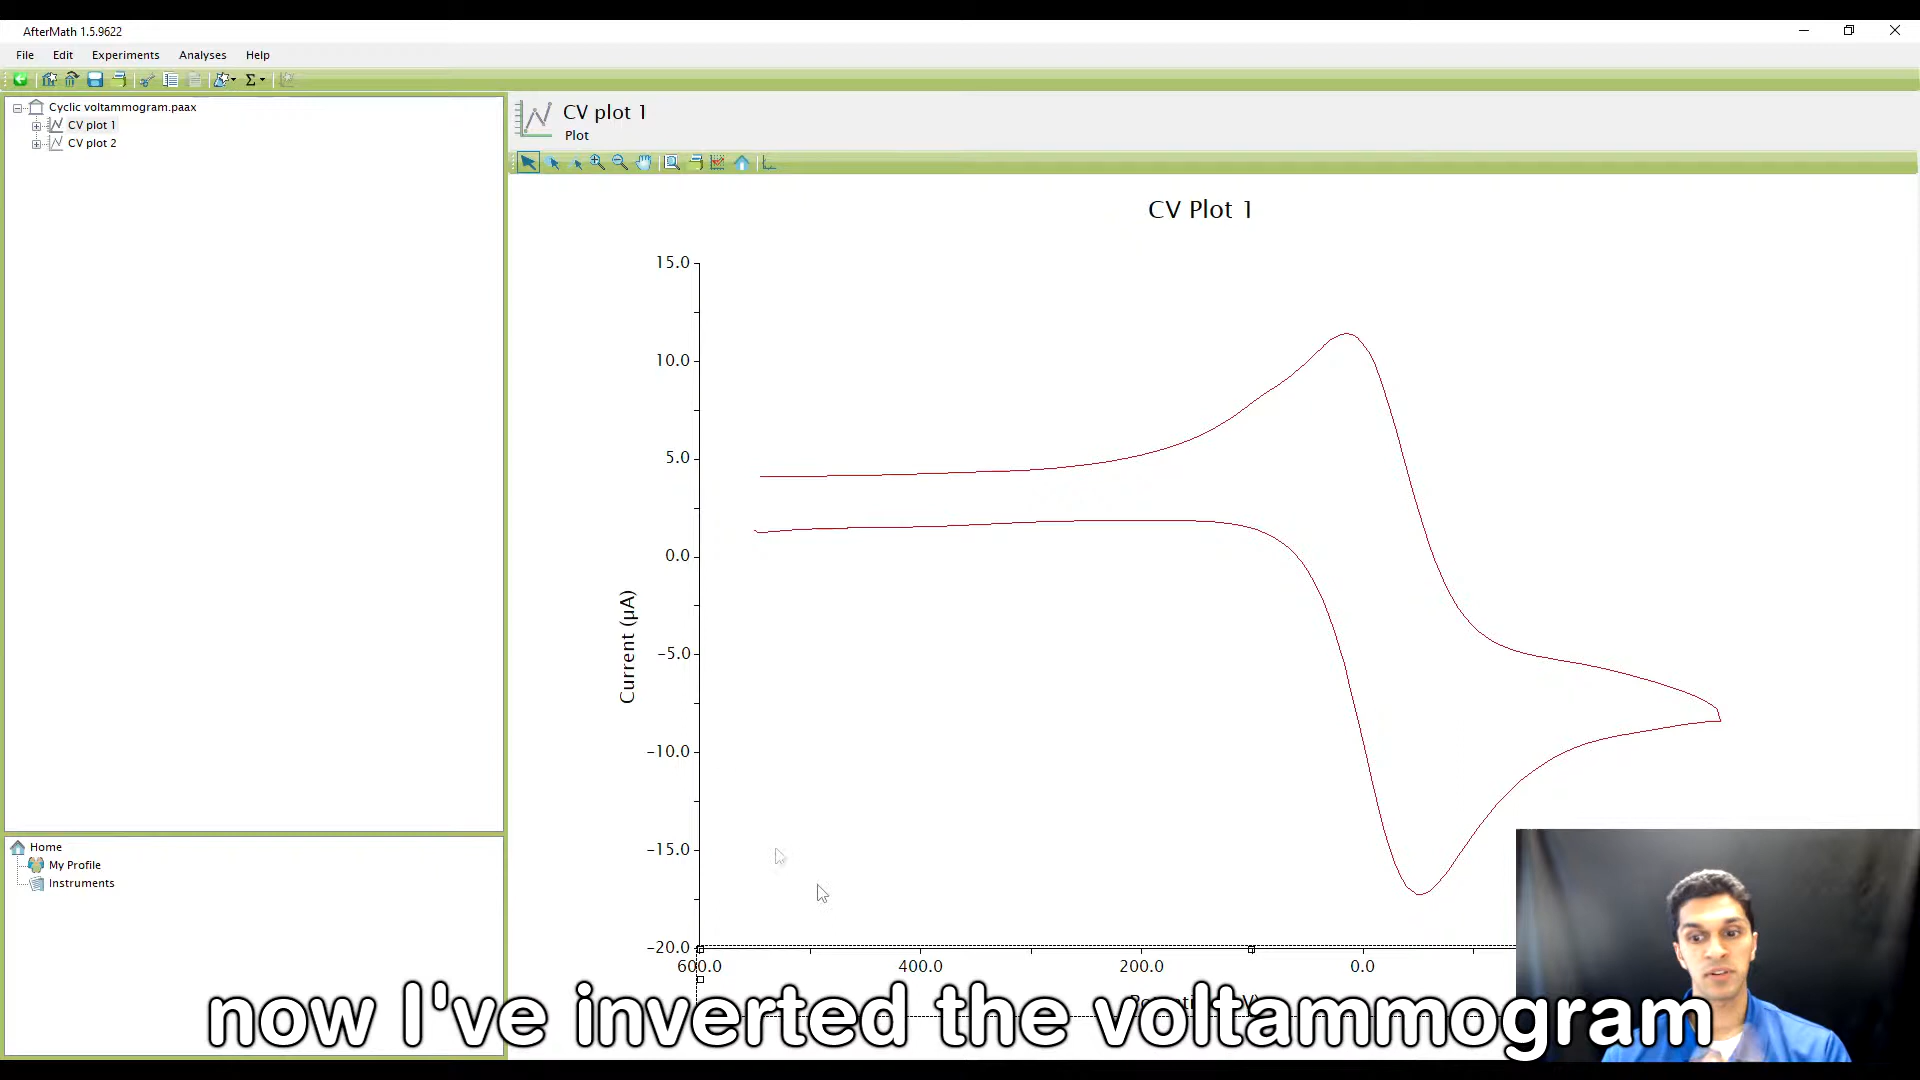 AfterMath 1.5.9622
File Edit Experiments Analyses Help
Cyclic voltammogram.paax
CV plot 1
CV plot 2
CV plot 1
Plot
CV Plot 1
15.0
10.0
5.0
0.0
-5.0
-10.0
-15.0
-20.0
Current (µA)
600.0 400.0 200.0 0.0
Home
My Profile
Instruments
now I've inverted the voltammogram